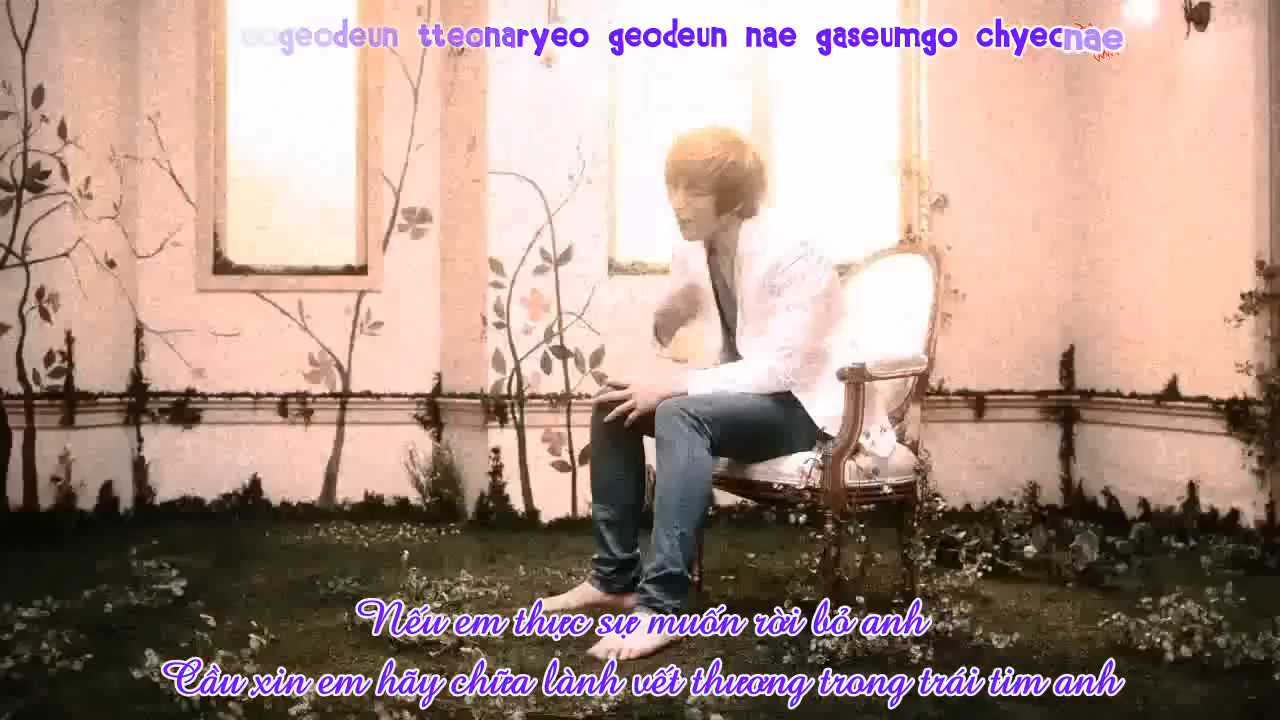 geodeun tteonaryeo geodeun nae gaseumgo chyeonae
Nếu em thực sự muốn rời bỏ anh
Cầu xin em hãy chữa lành vết thương trong trái tim anh